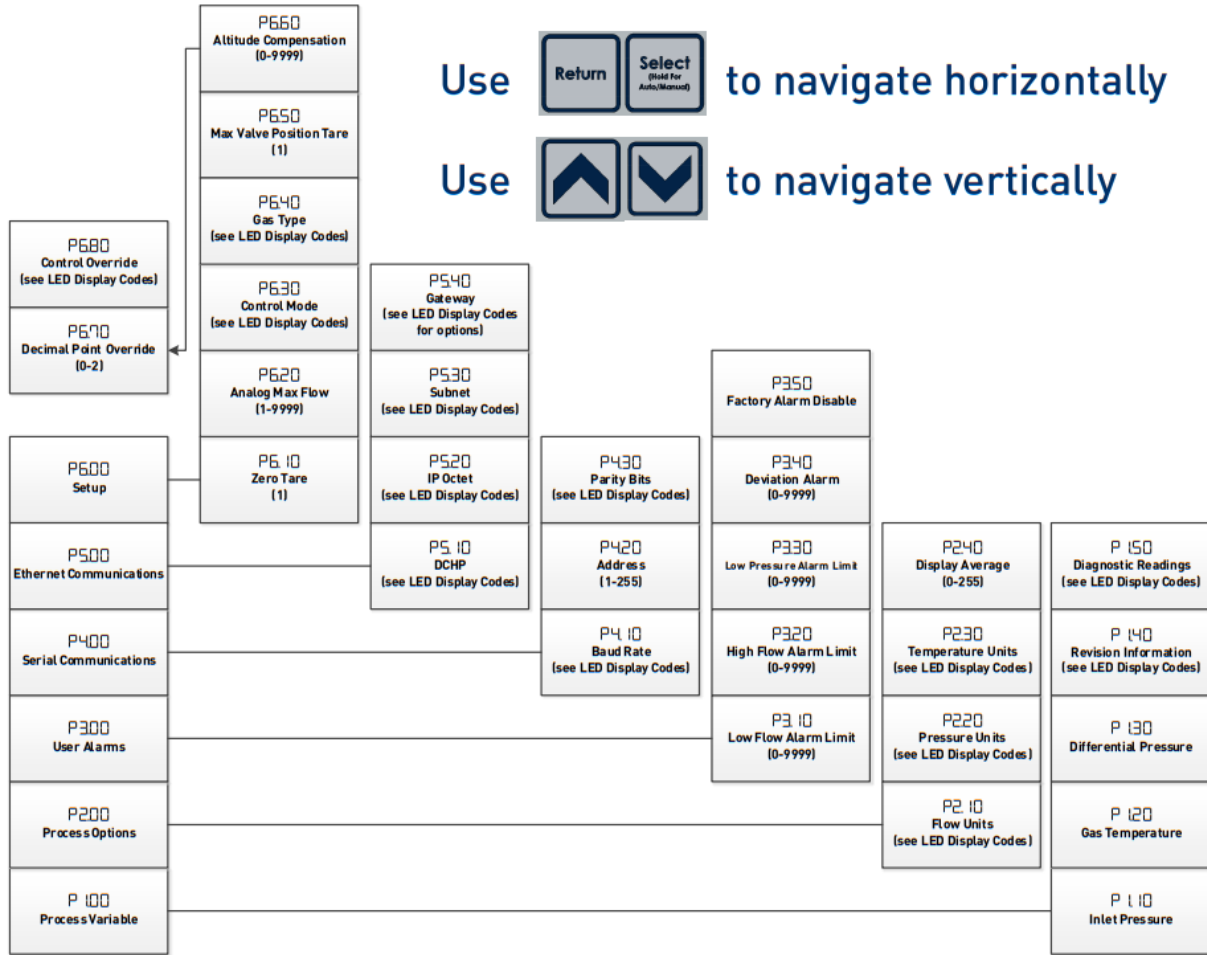 Use Return Select (Hold For Auto/Manual) to navigate horizontally
Use to navigate vertically
P6.60
Altitude Compensation
(0-9999)
P6.50
Max Valve Position Tare
(1)
P6.40
Gas Type
(see LED Display Codes)
P6.30
Control Mode
(see LED Display Codes)
P6.20
Analog Max Flow
(1-9999)
P6.10
Zero Tare
(1)
P6.80
Control Override
(see LED Display Codes)
P6.70
Decimal Point Override
(0-2)
P6.00
Setup
P5.00
Ethernet Communications
P4.00
Serial Communications
P3.00
User Alarms
P2.00
Process Options
P1.00
Process Variable
P5.40
Gateway
(see LED Display Codes
for options)
P5.30
Subnet
(see LED Display Codes)
P5.20
IP Octet
(see LED Display Codes)
P5.10
DCHP
(see LED Display Codes)
P4.30
Parity Bits
(see LED Display Codes)
P4.20
Address
(1-255)
P4.10
Baud Rate
(see LED Display Codes)
P3.50
Factory Alarm Disable
P3.40
Deviation Alarm
(0-9999)
P3.30
Low Pressure Alarm Limit
(0-9999)
P3.20
High Flow Alarm Limit
(0-9999)
P3.10
Low Flow Alarm Limit
(0-9999)
P2.40
Display Average
(0-255)
P2.30
Temperature Units
(see LED Display Codes)
P2.20
Pressure Units
(see LED Display Codes)
P2.10
Flow Units
(see LED Display Codes)
P1.50
Diagnostic Readings
(see LED Display Codes)
P1.40
Revision Information
(see LED Display Codes)
P1.30
Differential Pressure
P1.20
Gas Temperature
P1.10
Inlet Pressure